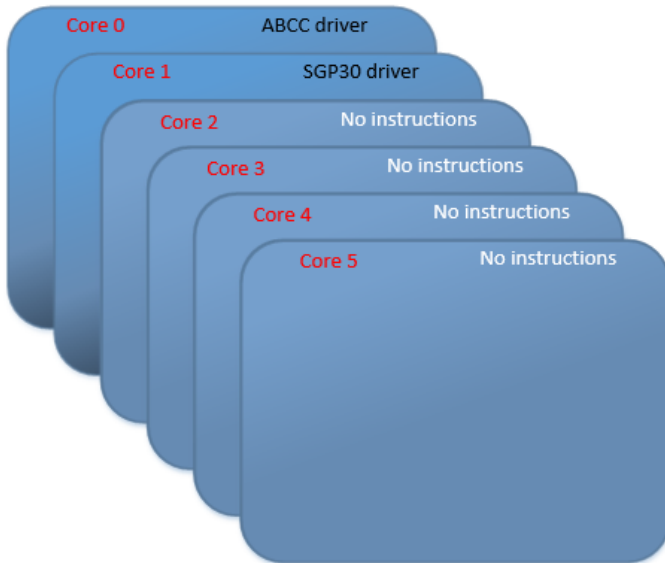 Core 0 ABCC driver
Core 1 SGP30 driver
Core 2 No instructions
Core 3 No instructions
Core 4 No instructions
Core 5 No instructions